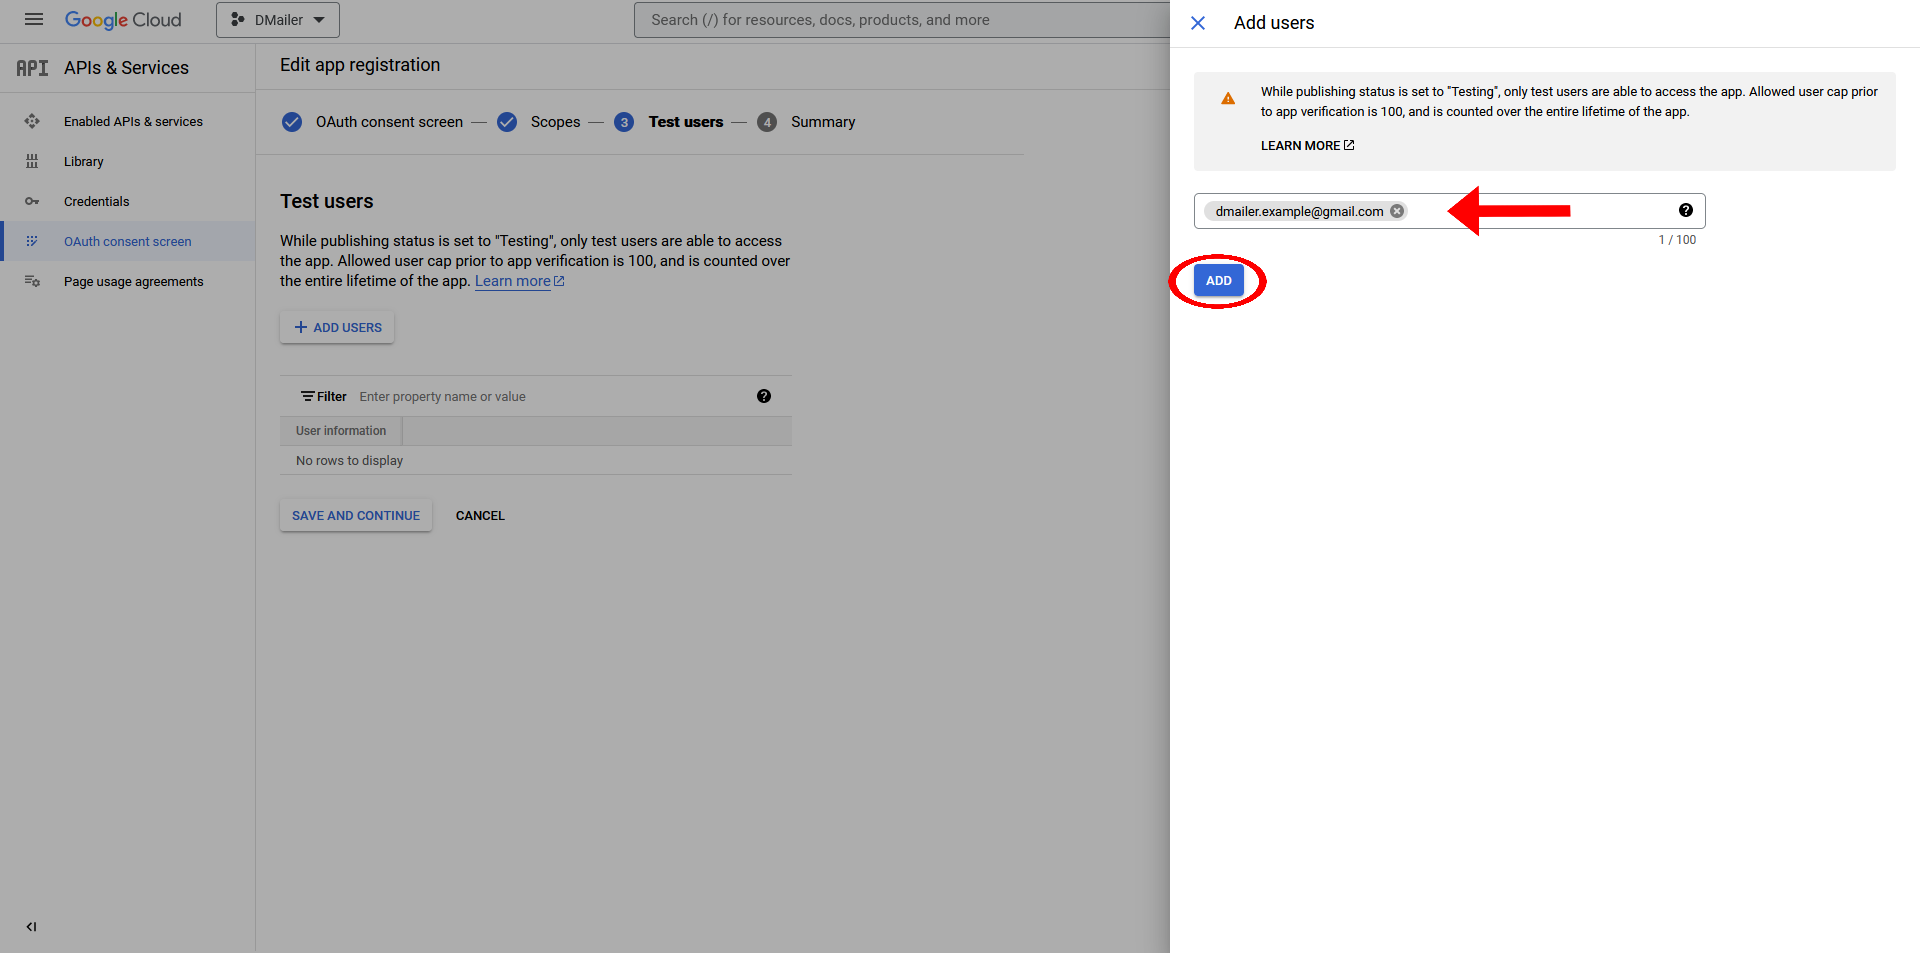 Google Cloud
DMailer
Search (/) for resources, docs, products, and more
API APIs & Services
Enabled APIs & services
Library
Credentials
OAuth consent screen
Page usage agreements
Edit app registration
OAuth consent screen
Scopes
3 Test users
4 Summary
Test users
While publishing status is set to "Testing", only test users are able to access
the app. Allowed user cap prior to app verification is 100, and is counted over
the entire lifetime of the app. Learn more
ADD USERS
Filter Enter property name or value
User information
No rows to display
SAVE AND CONTINUE CANCEL
Add users
While publishing status is set to "Testing", only test users are able to access the app. Allowed user cap prior
to app verification is 100, and is counted over the entire lifetime of the app.
LEARN MORE
dmailer.example@gmail.com
1 / 100
ADD